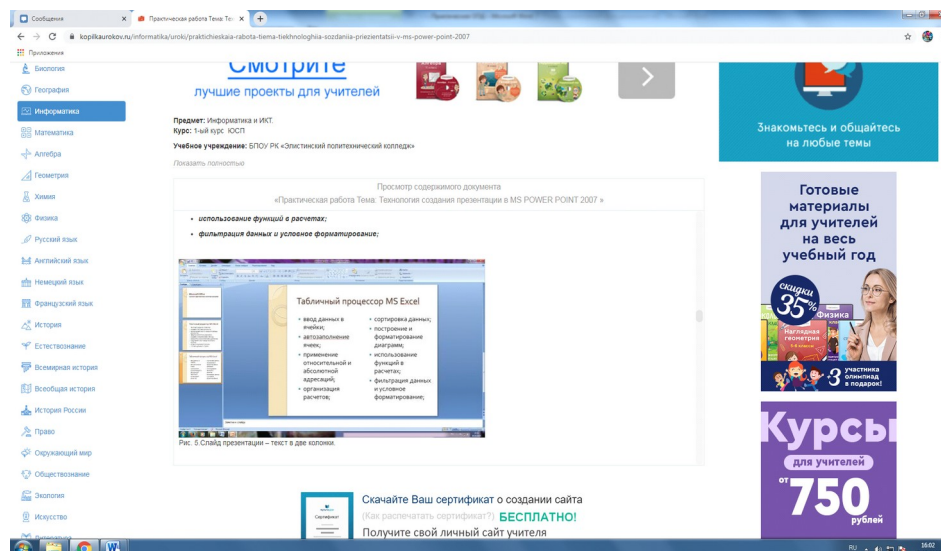 Сообщения
Практическая работа Тема: Тех
kopilkaurokov.ru/informatika/uroki/praktichieskaia-rabota-tiema-tiekhnologhiia-sozdaniia-priezientatsii-v-ms-power-point-2007
Приложения
Биология
География
Информатика
Математика
Алгебра
Геометрия
Химия
Физика
Русский язык
Английский язык
Немецкий язык
Французский язык
История
Естествознание
Всемирная история
Всеобщая история
История России
Право
Окружающий мир
Обществознание
Экология
Искусство
Литература
Смотрите
лучшие проекты для учителей
Предмет: Информатика и ИКТ.
Курс: 1-ый курс ЮСП
Учебное учреждение: БПОУ РК «Элистинский политехнический колледж»
Показать полностью
Просмотр содержимого документа
«Практическая работа Тема: Технология создания презентации в MS POWER POINT 2007 »
• использование функций в расчетах;
• фильтрация данных и условное форматирование;
Табличный процессор MS Excel
• ввод данных в
ячейки;
• автозаполнение
ячеек;
• применение
относительной и
абсолютной
адресаций;
• организация
расчетов;
• сортировка данных;
• построение и
форматирование
диаграмм;
• использование
функций в
расчетах;
• фильтрация данных
и условное
форматирование;
Рис. 5.Слайд презентации – текст в две колонки.
Сертификат
Скачайте Ваш сертификат о создании сайта
(Как распечатать сертификат?) БЕСПЛАТНО!
Получите свой личный сайт учителя
Знакомьтесь и общайтесь
на любые темы
Готовые
материалы
для учителей
на весь
учебный год
скидки
35%
Физика
Наглядная
геометрия
+3 участника
олимпиад
в подарок!
Курсы
для учителей
от 750
рублей
RU
16:02